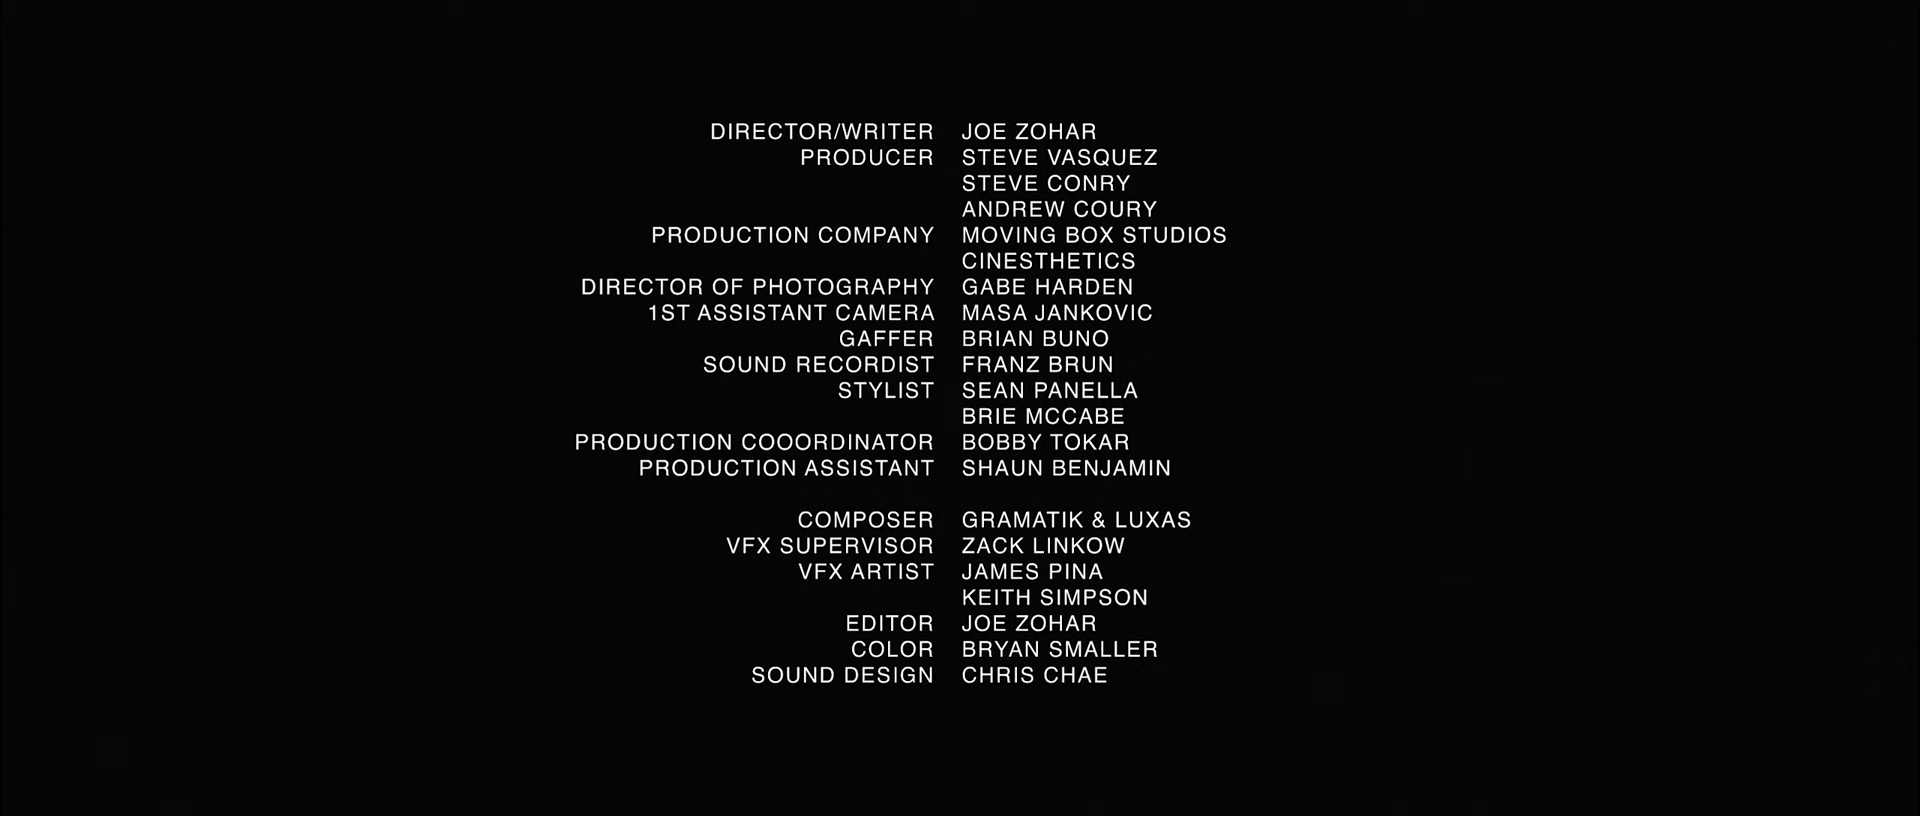 DIRECTOR/WRITER JOE ZOHAR
PRODUCER STEVE VASQUEZ
STEVE CONRY
ANDREW COURY
PRODUCTION COMPANY MOVING BOX STUDIOS
CINESTHETICS
DIRECTOR OF PHOTOGRAPHY GABE HARDEN
1ST ASSISTANT CAMERA MASA JANKOVIC
GAFFER BRIAN BUNO
SOUND RECORDIST FRANZ BRUN
STYLIST SEAN PANELLA
BRIE MCCABE
PRODUCTION COOORDINATOR BOBBY TOKAR
PRODUCTION ASSISTANT SHAUN BENJAMIN
COMPOSER GRAMATIK & LUXAS
VFX SUPERVISOR ZACK LINKOW
VFX ARTIST JAMES PINA
KEITH SIMPSON
EDITOR JOE ZOHAR
COLOR BRYAN SMALLER
SOUND DESIGN CHRIS CHAE